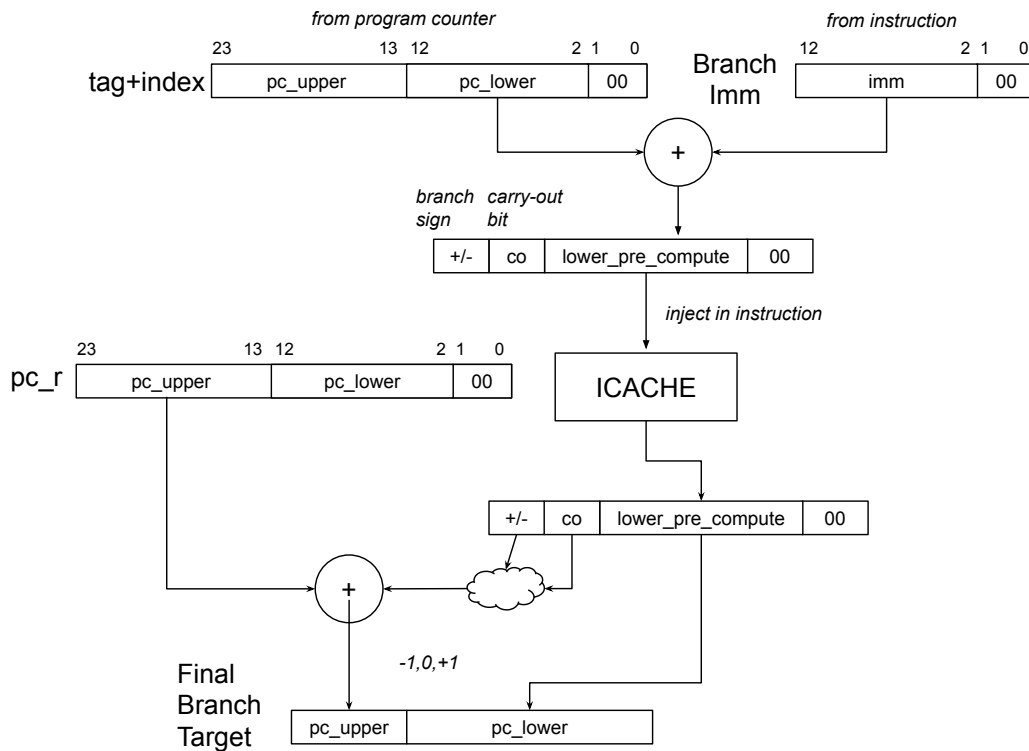 from program counter
from instruction
23 13 12 2 1 0
12 2 1 0
tag+index
pc_upper pc_lower 00
Branch
Imm
imm 00
+
branch
sign
carry-out
bit
+/- co lower_pre_compute 00
inject in instruction
23 13 12 2 1 0
pc_r
pc_upper pc_lower 00
ICACHE
+/- co lower_pre_compute 00
+
-1,0,+1
Final
Branch
Target
pc_upper pc_lower